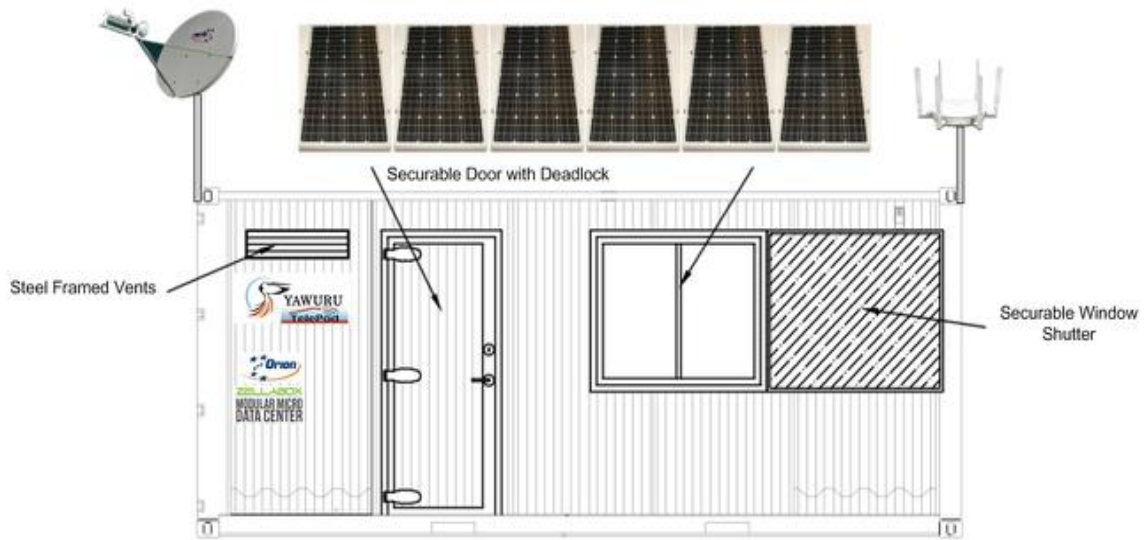 Securable Door with Deadlock
Steel Framed Vents
YAWURU
TelePod
Securable Window
Shutter
Orion
ZELLABOX
MODULAR MICRO
DATA CENTER